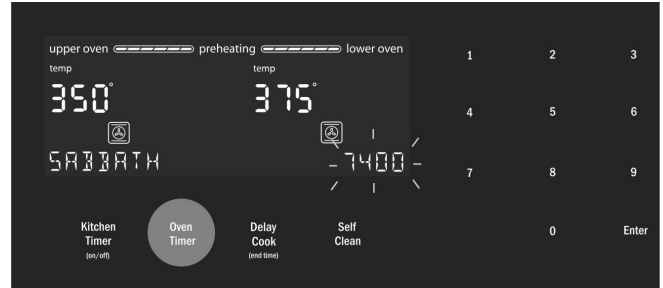 upper oven preheating lower oven
temp temp
350° 375°
SABBATH 7400
Kitchen Timer (on/off)
Oven Timer
Delay Cook (end time)
Self Clean
1 2 3
4 5 6
7 8 9
0 Enter